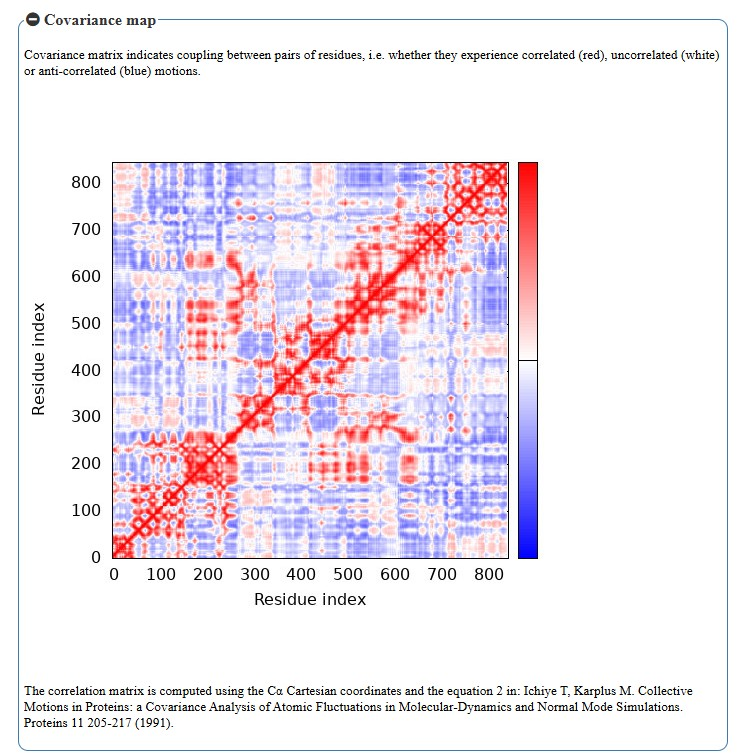 Covariance map
Covariance matrix indicates coupling between pairs of residues, i.e. whether they experience correlated (red), uncorrelated (white)
or anti-correlated (blue) motions.
800
700
600
500
400
300
200
100
0
Residue index
0 100 200 300 400 500 600 700 800
Residue index
The correlation matrix is computed using the Cα Cartesian coordinates and the equation 2 in: Ichiye T, Karplus M. Collective
Motions in Proteins: a Covariance Analysis of Atomic Fluctuations in Molecular-Dynamics and Normal Mode Simulations.
Proteins 11 205-217 (1991).